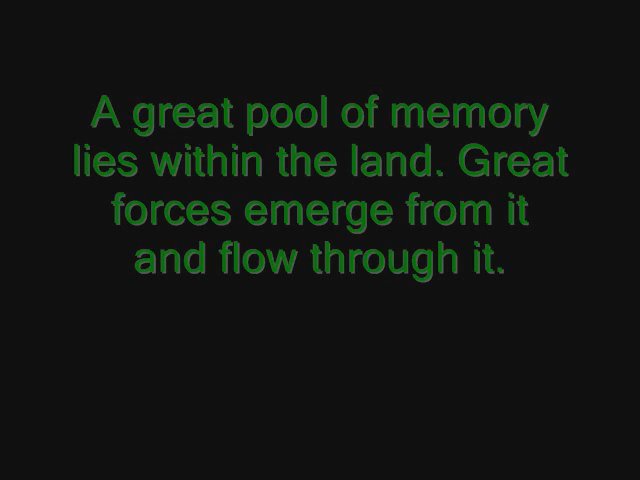 A great pool of memory
lies within the land. Great
forces emerge from it
and flow through it.